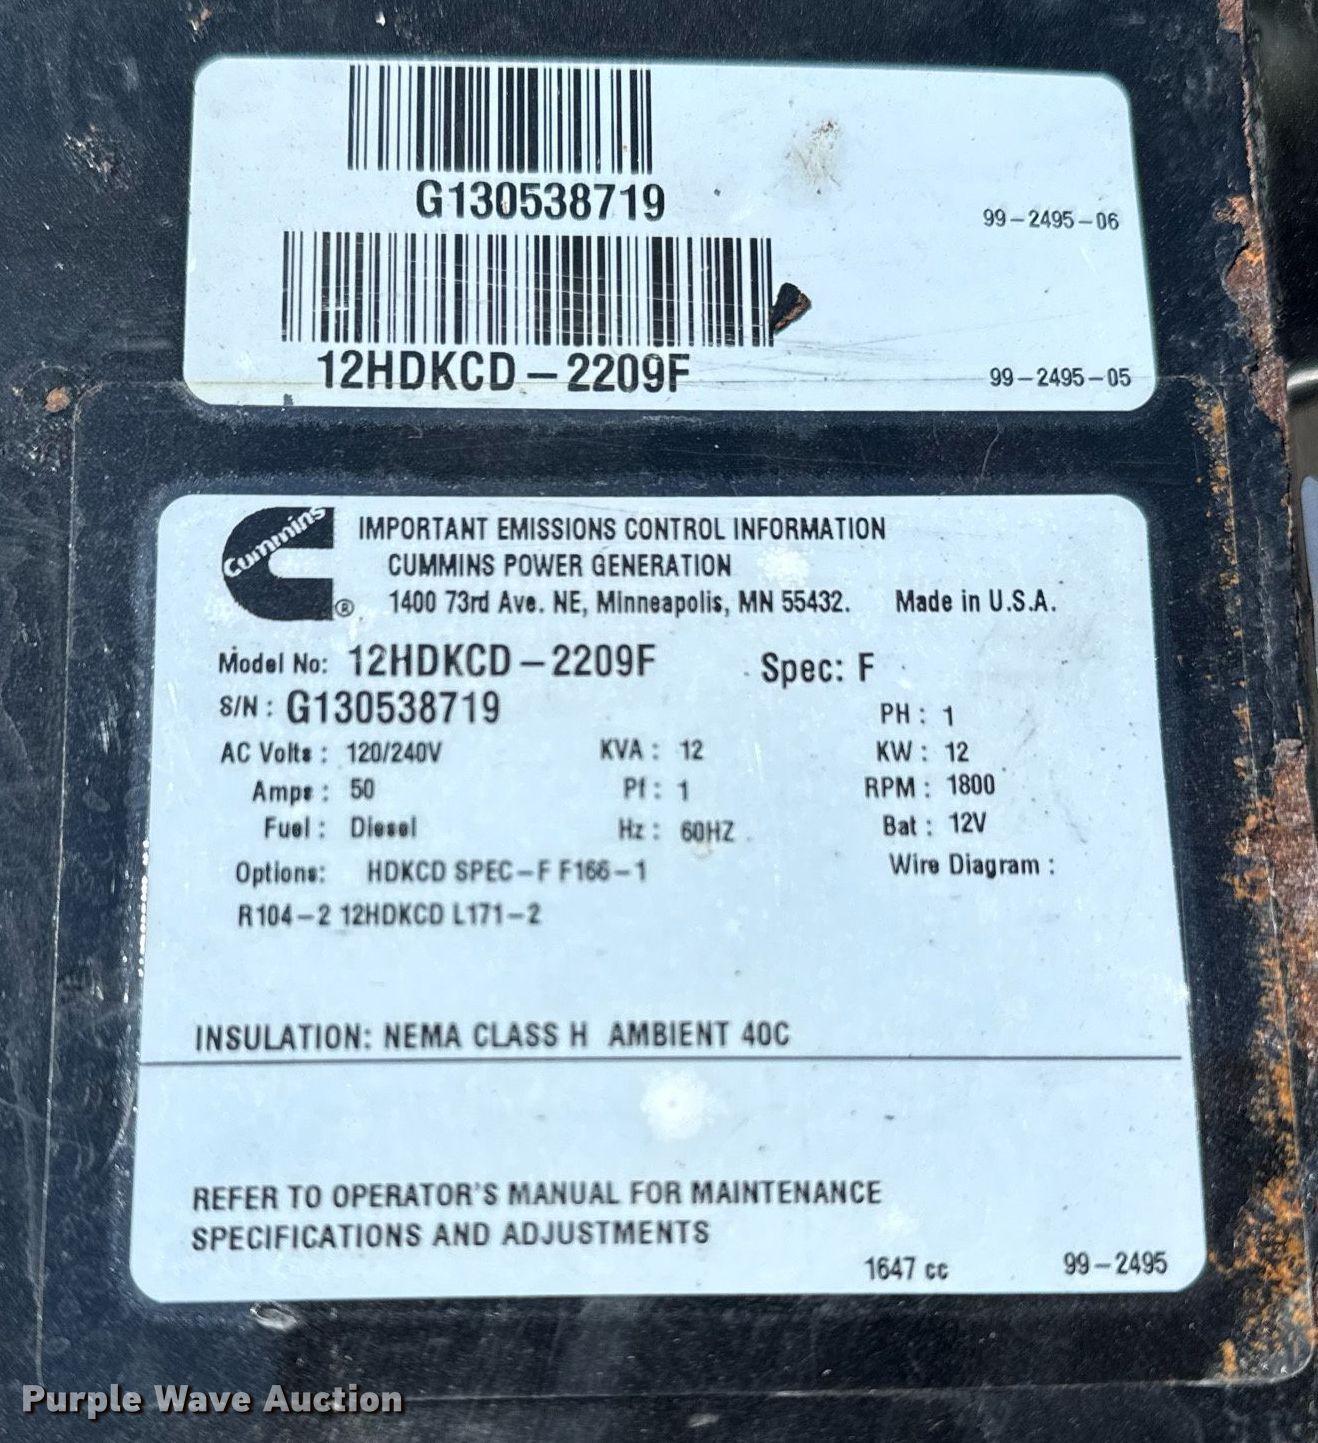 G130538719
99-2495-06
12HDKCD-2209F
99-2495-05
Cummins
IMPORTANT EMISSIONS CONTROL INFORMATION
CUMMINS POWER GENERATION
® 1400 73rd Ave. NE, Minneapolis, MN 55432. Made in U.S.A.
Model No: 12HDKCD-2209F Spec: F
S/N: G130538719 PH: 1
AC Volts: 120/240V KVA: 12 KW: 12
Amps: 50 Pf: 1 RPM: 1800
Fuel: Diesel Hz: 60HZ Bat: 12V
Options: HDKCD SPEC-F F166-1 Wire Diagram:
R104-2 12HDKCD L171-2
INSULATION: NEMA CLASS H AMBIENT 40C
REFER TO OPERATOR'S MANUAL FOR MAINTENANCE
SPECIFICATIONS AND ADJUSTMENTS
1647 cc 99-2495
Purple Wave Auction